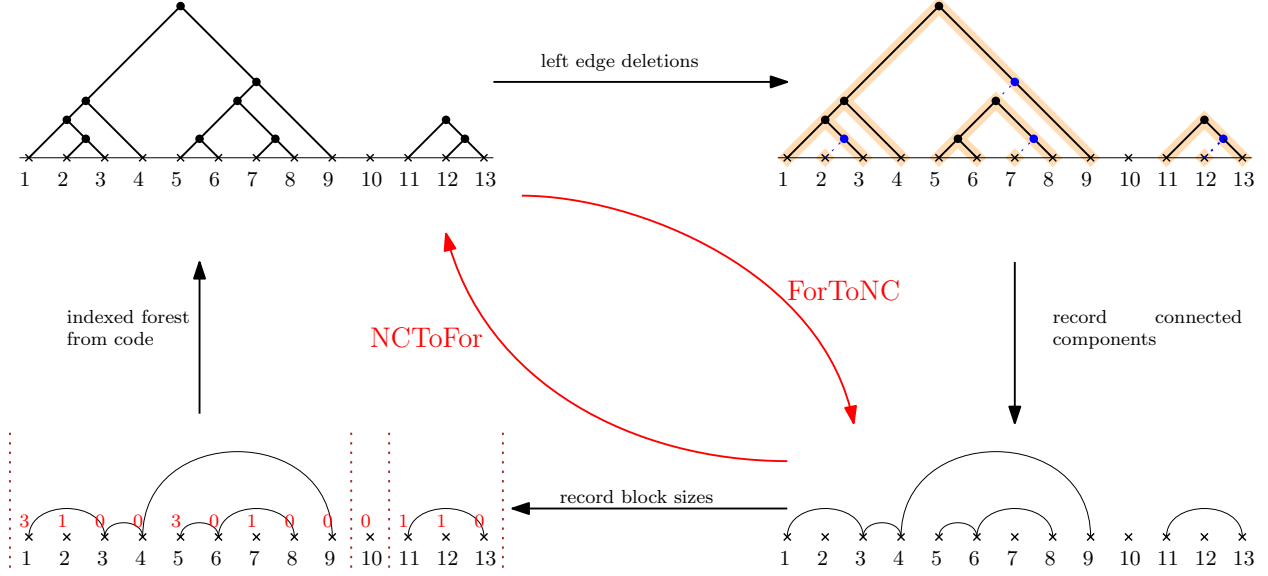 left edge deletions
1 2 3 4 5 6 7 8 9 10 11 12 13
1 2 3 4 5 6 7 8 9 10 11 12 13
ForToNC
indexed forest
from code
NCToFor
record connected
components
record block sizes
3 1 0 0 3 0 1 0 0 0 1 1 0
1 2 3 4 5 6 7 8 9 10 11 12 13
1 2 3 4 5 6 7 8 9 10 11 12 13